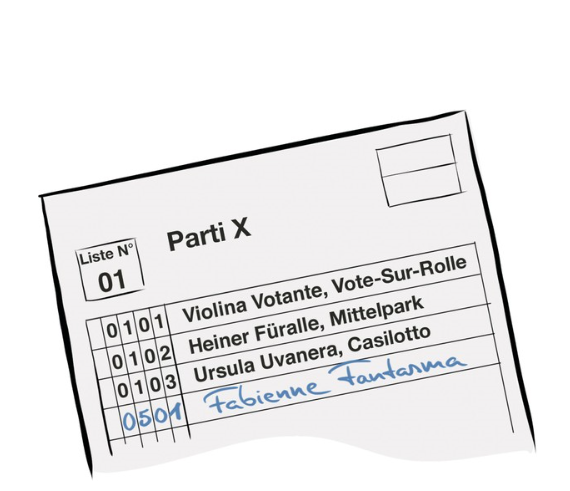 Parti X
Liste N°
01
0101 Violina Votante, Vote-Sur-Rolle
0102 Heiner Füralle, Mittelpark
0103 Ursula Uvanera, Casilotto
0501 Fabienne Fantasma